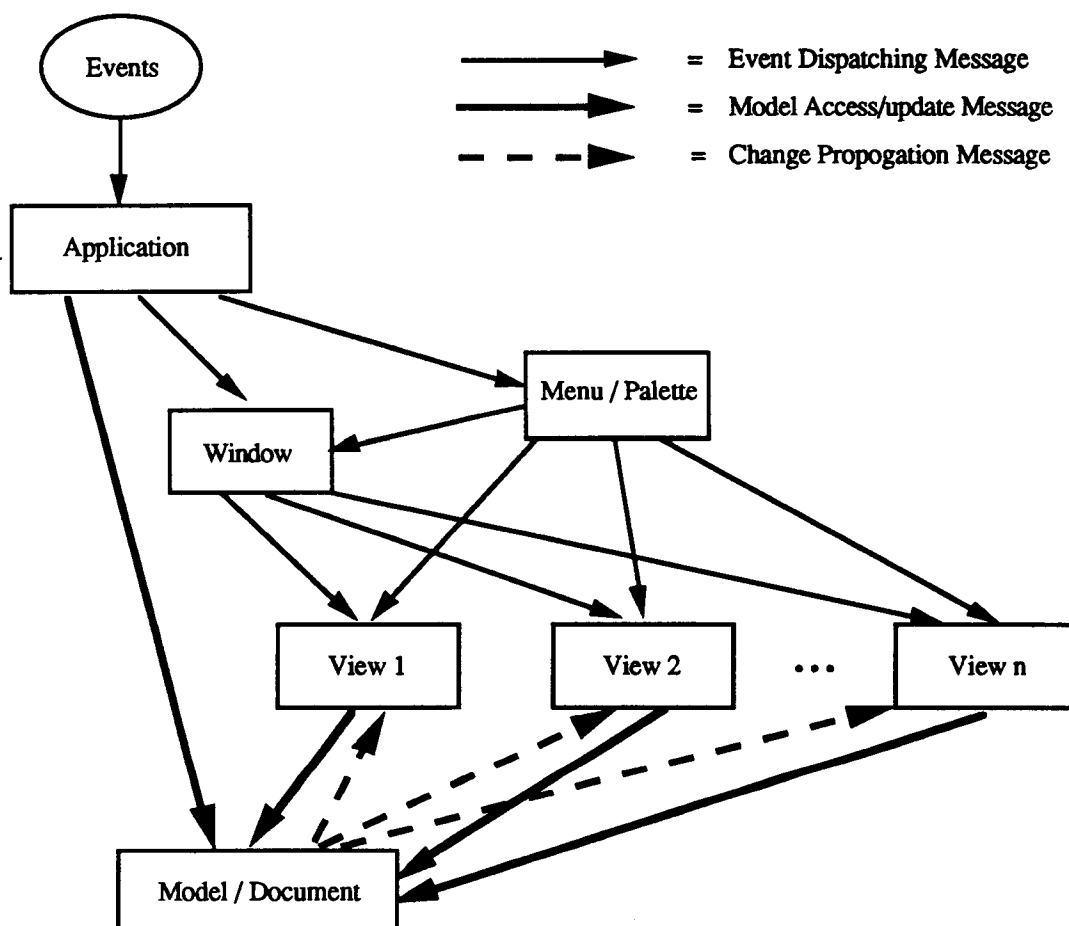 Events
= Event Dispatching Message
= Model Access/update Message
= Change Propogation Message
Application
Menu / Palette
Window
View 1
View 2
...
View n
Model / Document